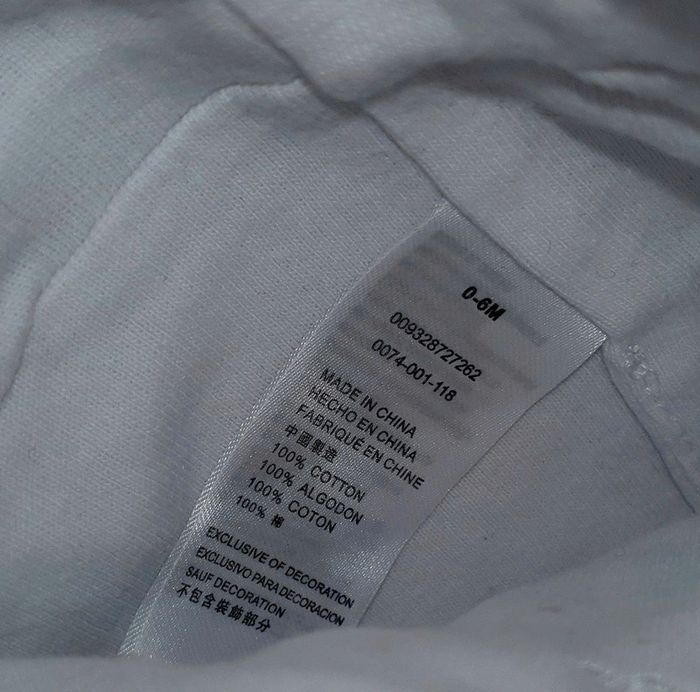 0-6M
009328727262
0074-001-118
MADE IN CHINA
HECHO EN CHINA
FABRIQUÉ EN CHINE
中國製造
100% COTTON
100% ALGODON
100% COTON
100% 棉
EXCLUSIVE OF DECORATION
EXCLUSIVO PARA DECORACION
SAUF DECORATION
不包含裝飾部分